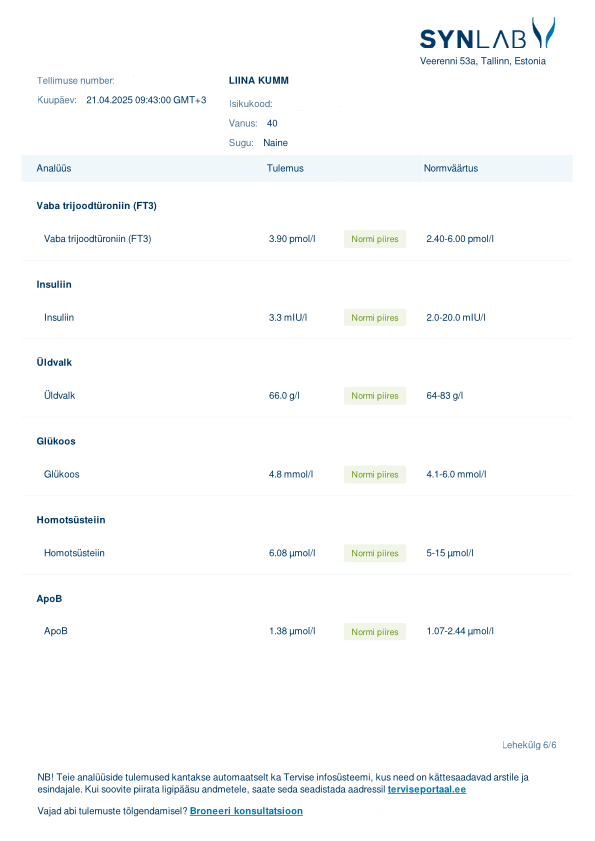 SYNLAB
Veerenni 53a, Tallinn, Estonia
Tellimuse number:
LIINA KUMM
Kuupäev: 21.04.2025 09:43:00 GMT+3
Isikukood:
Vanus: 40
Sugu: Naine
Analüüs Tulemus Normväärtus
Vaba trijoodtüroniin (FT3)
Vaba trijoodtüroniin (FT3) 3.90 pmol/l Normi piires 2.40-6.00 pmol/l
Insuliin
Insuliin 3.3 mIU/l Normi piires 2.0-20.0 mIU/l
Üldvalk
Üldvalk 66.0 g/l Normi piires 64-83 g/l
Glükoos
Glükoos 4.8 mmol/l Normi piires 4.1-6.0 mmol/l
Homotsüsteiin
Homotsüsteiin 6.08 µmol/l Normi piires 5-15 µmol/l
ApoB
ApoB 1.38 µmol/l Normi piires 1.07-2.44 µmol/l
Lehekülg 6/6
NB! Teie analüüside tulemused kantakse automaatselt ka Tervise infosüsteemi, kus need on kättesaadavad arstile ja
esindajale. Kui soovite piirata ligipääsu andmetele, saate seda seadistada aadressil terviseportaal.ee
Vajad abi tulemuste tõlgendamisel? Broneeri konsultatsioon